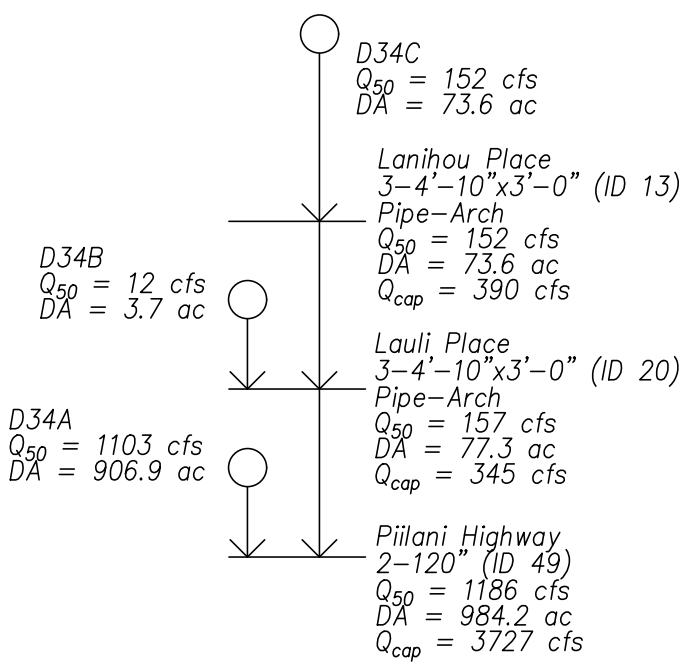 D34C
Q50 = 152 cfs
DA = 73.6 ac
Lanihou Place
3-4'-10"x3'-0" (ID 13)
Pipe-Arch
Q50 = 152 cfs
DA = 73.6 ac
Qcap = 390 cfs
D34B
Q50 = 12 cfs
DA = 3.7 ac
Lauli Place
3-4'-10"x3'-0" (ID 20)
Pipe-Arch
Q50 = 157 cfs
DA = 77.3 ac
Qcap = 345 cfs
D34A
Q50 = 1103 cfs
DA = 906.9 ac
Piilani Highway
2-120" (ID 49)
Q50 = 1186 cfs
DA = 984.2 ac
Qcap = 3727 cfs